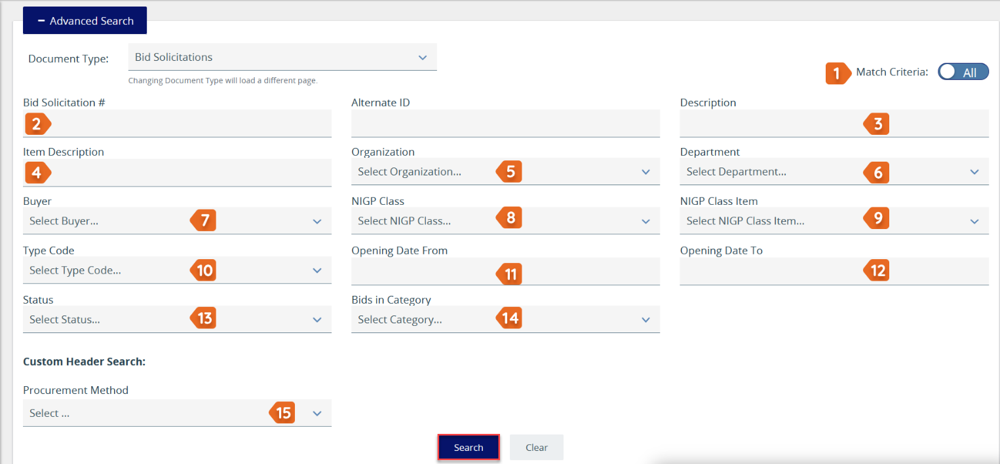 − Advanced Search
Document Type: Bid Solicitations
Changing Document Type will load a different page.
1 Match Criteria: All
Bid Solicitation # Alternate ID Description
2 3
Item Description Organization Department
4 Select Organization... 5 Select Department... 6
Buyer NIGP Class NIGP Class Item
Select Buyer... 7 Select NIGP Class... 8 Select NIGP Class Item... 9
Type Code Opening Date From Opening Date To
Select Type Code... 10 11 12
Status Bids in Category
Select Status... 13 Select Category... 14
Custom Header Search:
Procurement Method
Select ... 15
Search Clear